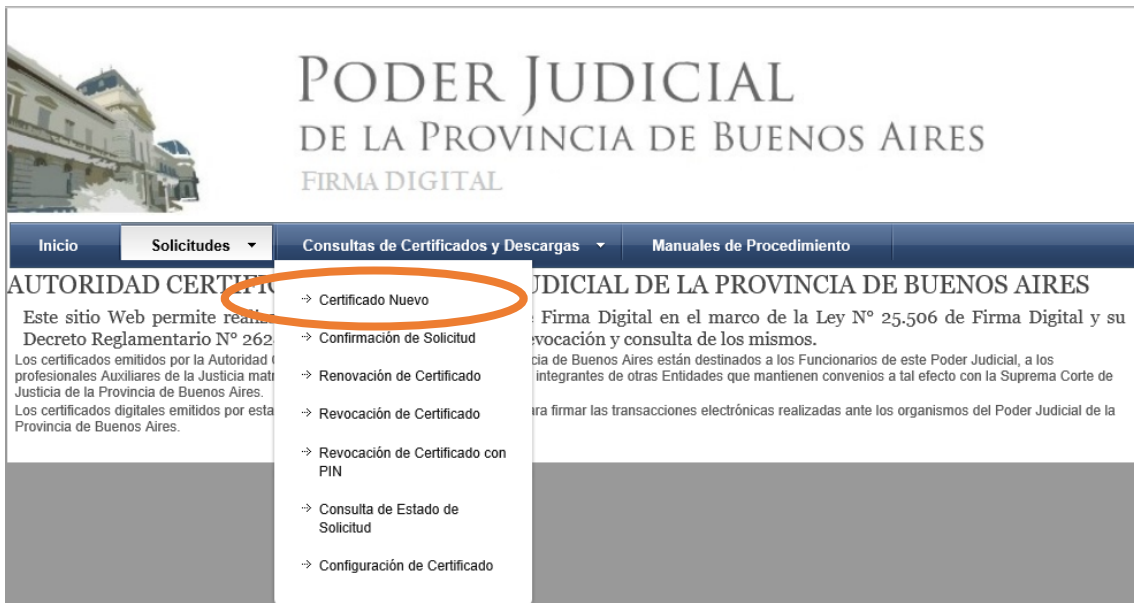 PODER JUDICIAL
DE LA PROVINCIA DE BUENOS AIRES
FIRMA DIGITAL
Inicio Solicitudes Consultas de Certificados y Descargas Manuales de Procedimiento
AUTORIDAD CERTIFIC JUDICIAL DE LA PROVINCIA DE BUENOS AIRES
Este sitio Web permite realiz Firma Digital en el marco de la Ley N° 25.506 de Firma Digital y su
Decreto Reglamentario N° 262 evocación y consulta de los mismos.
Los certificados emitidos por la Autoridad cia de Buenos Aires están destinados a los Funcionarios de este Poder Judicial, a los
profesionales Auxiliares de la Justicia matr integrantes de otras Entidades que mantienen convenios a tal efecto con la Suprema Corte de
Justicia de la Provincia de Buenos Aires.
Los certificados digitales emitidos por esta ra firmar las transacciones electrónicas realizadas ante los organismos del Poder Judicial de la
Provincia de Buenos Aires.
Certificado Nuevo
Confirmación de Solicitud
Renovación de Certificado
Revocación de Certificado
Revocación de Certificado con
PIN
Consulta de Estado de
Solicitud
Configuración de Certificado